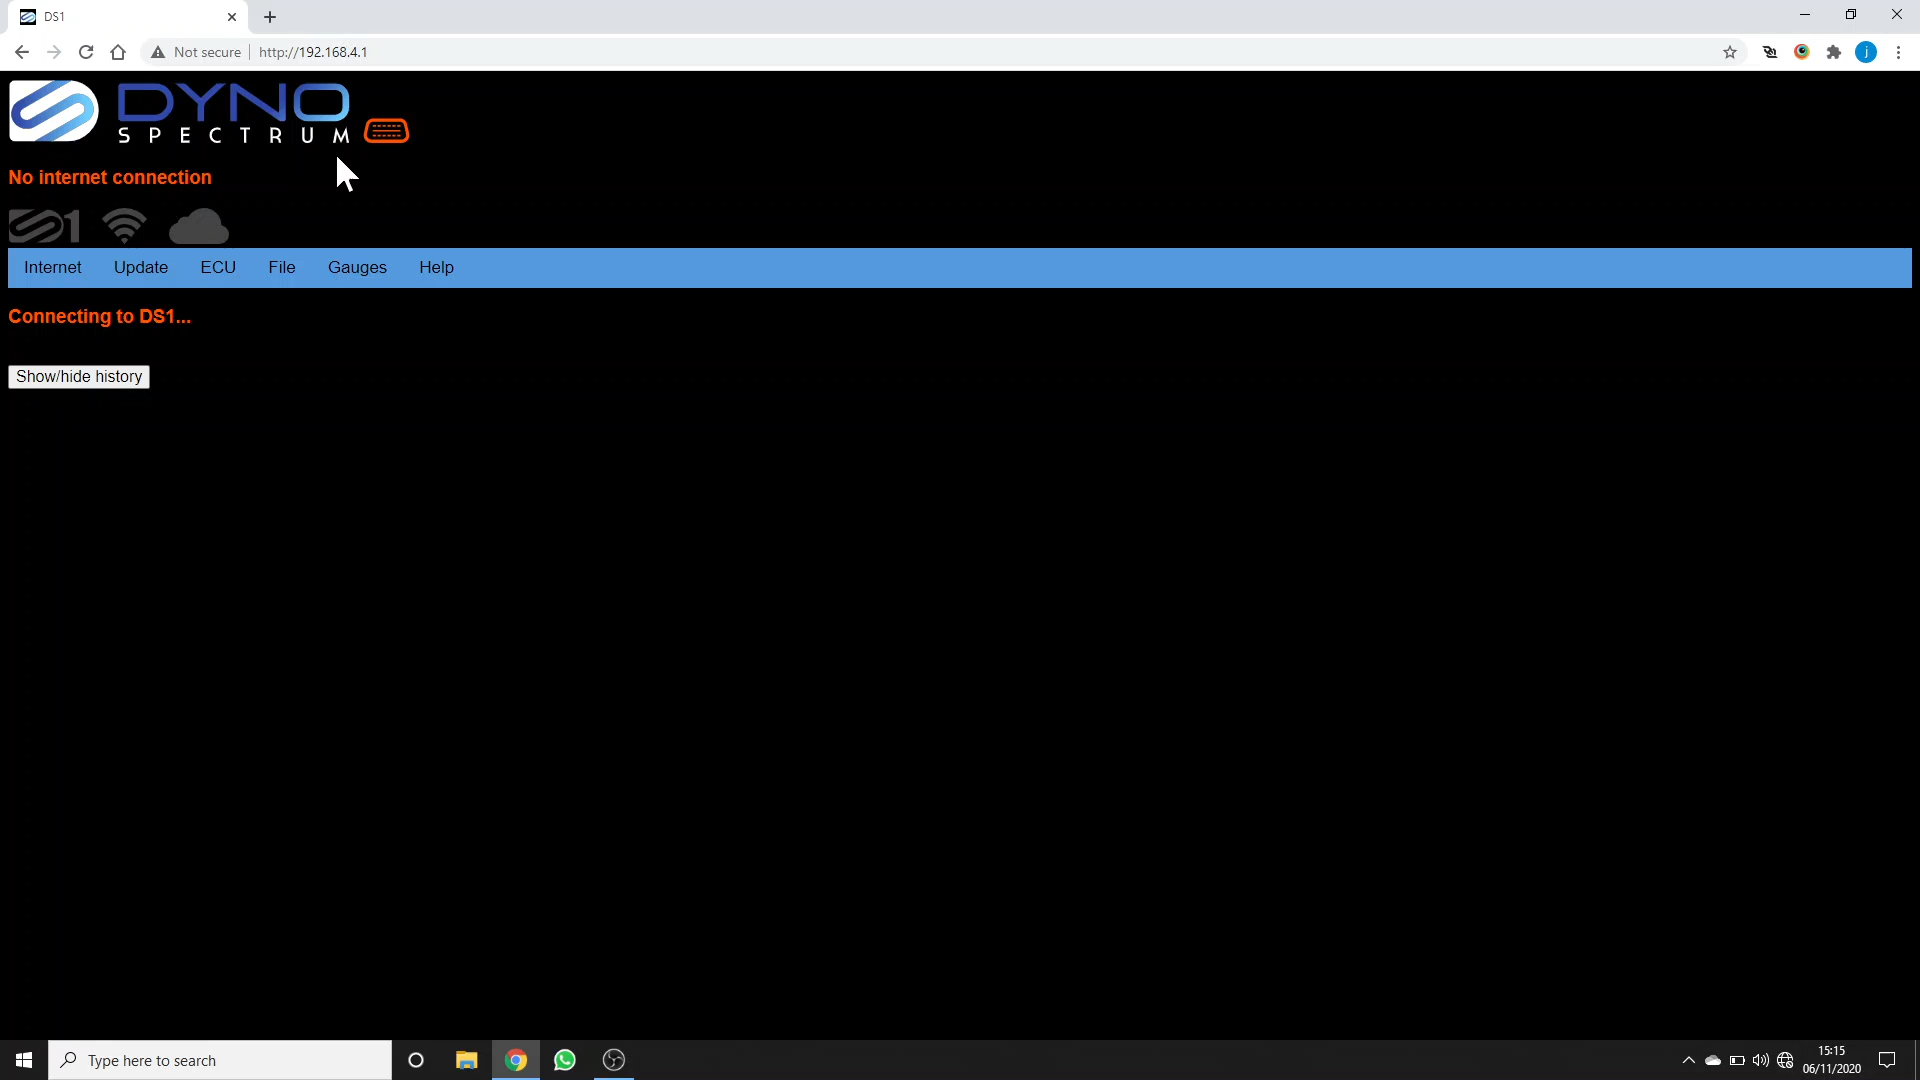 DS1
Not secure
http://192.168.4.1
j
DYNO
SPECTRUM
No internet connection
1
Internet Update ECU File Gauges Help
Connecting to DS1...
Show/hide history
Type here to search
15:15
06/11/2020